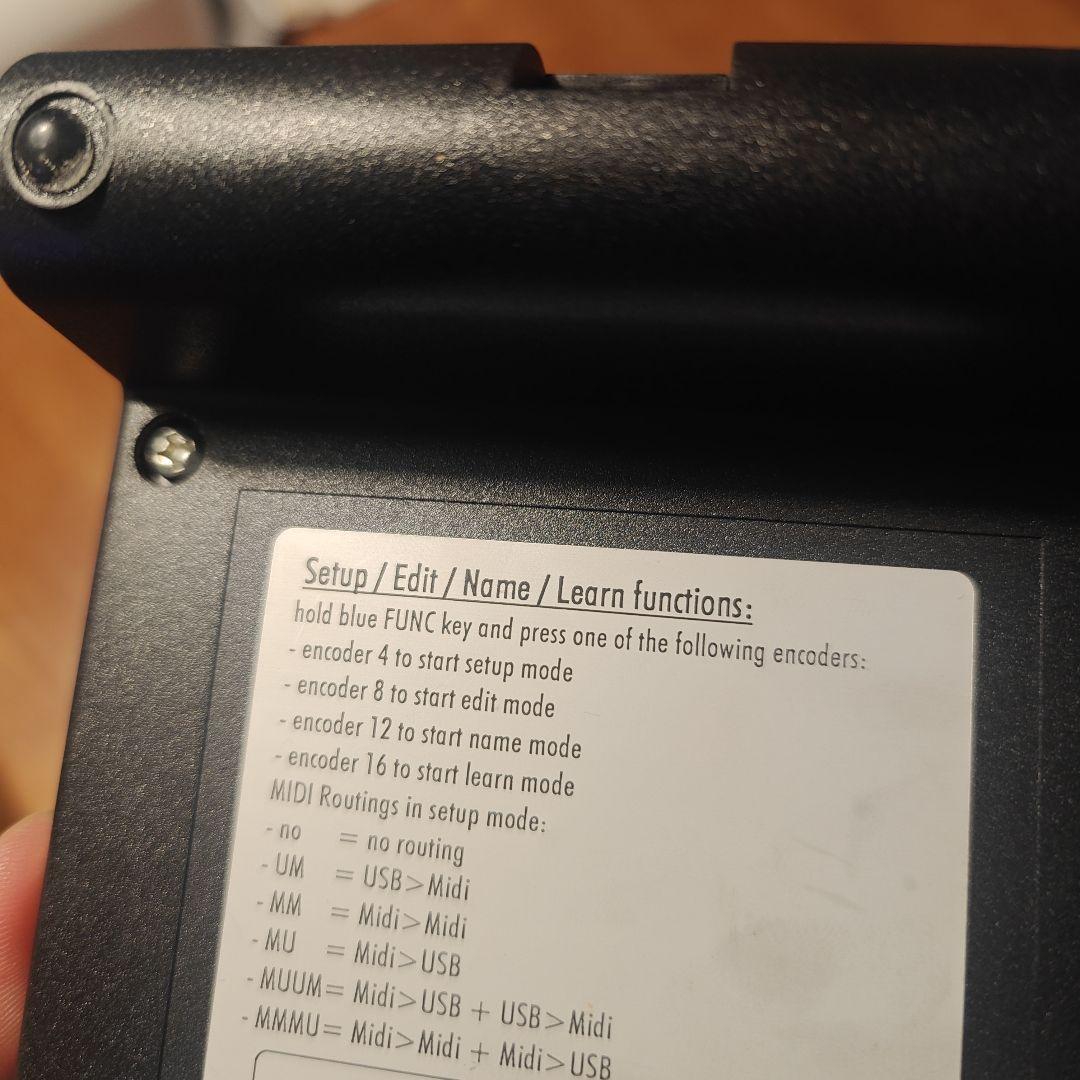 Setup / Edit / Name / Learn functions:
hold blue FUNC key and press one of the following encoders:
- encoder 4 to start setup mode
- encoder 8 to start edit mode
- encoder 12 to start name mode
- encoder 16 to start learn mode
MIDI Routings in setup mode:
- no = no routing
- UM = USB>Midi
- MM = Midi>Midi
- MU = Midi>USB
- MUUM= Midi>USB + USB>Midi
- MMMU= Midi>Midi + Midi>USB